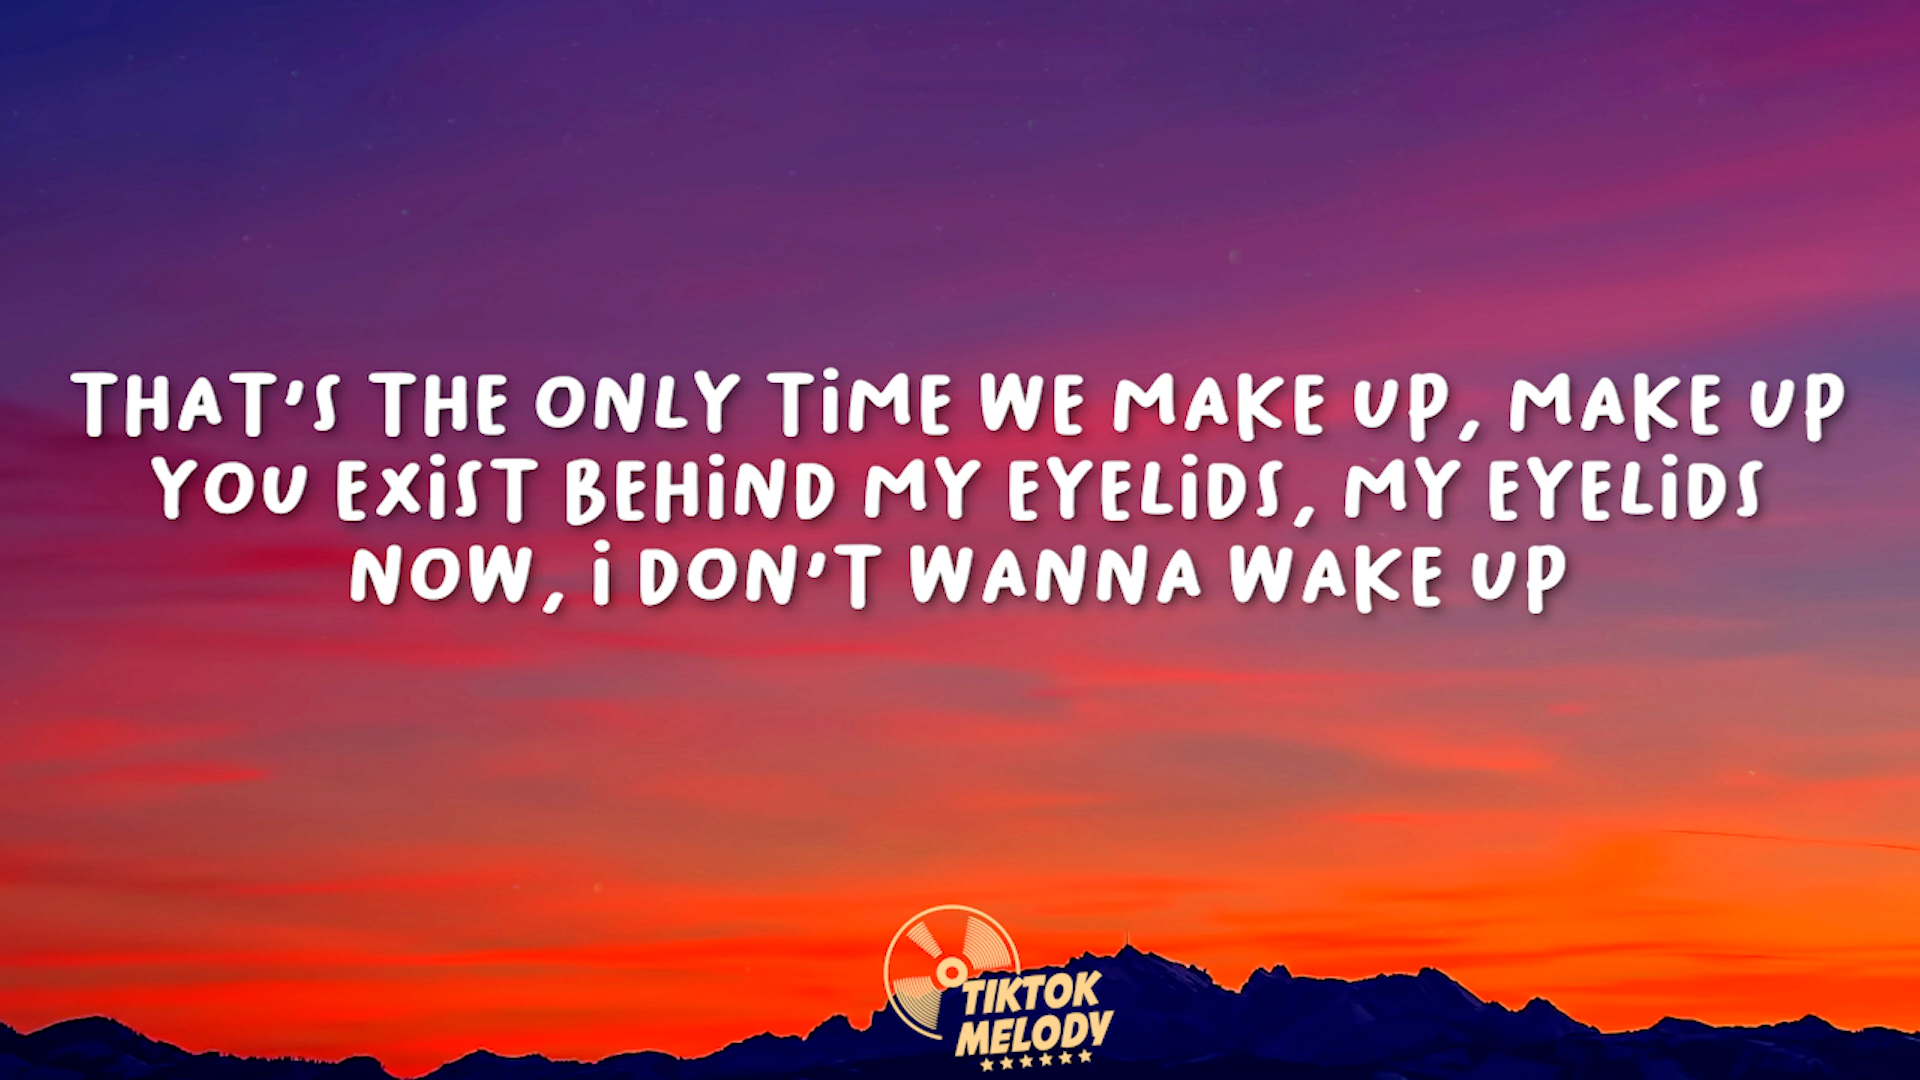 THAT'S THE ONLY TiME WE MAKE UP, MAKE UP
YOU EXiST BEHiND MY EYELiDS, MY EYELiDS
NOW, i DON'T WANNA WAKE UP
TIKTOK
MELODY